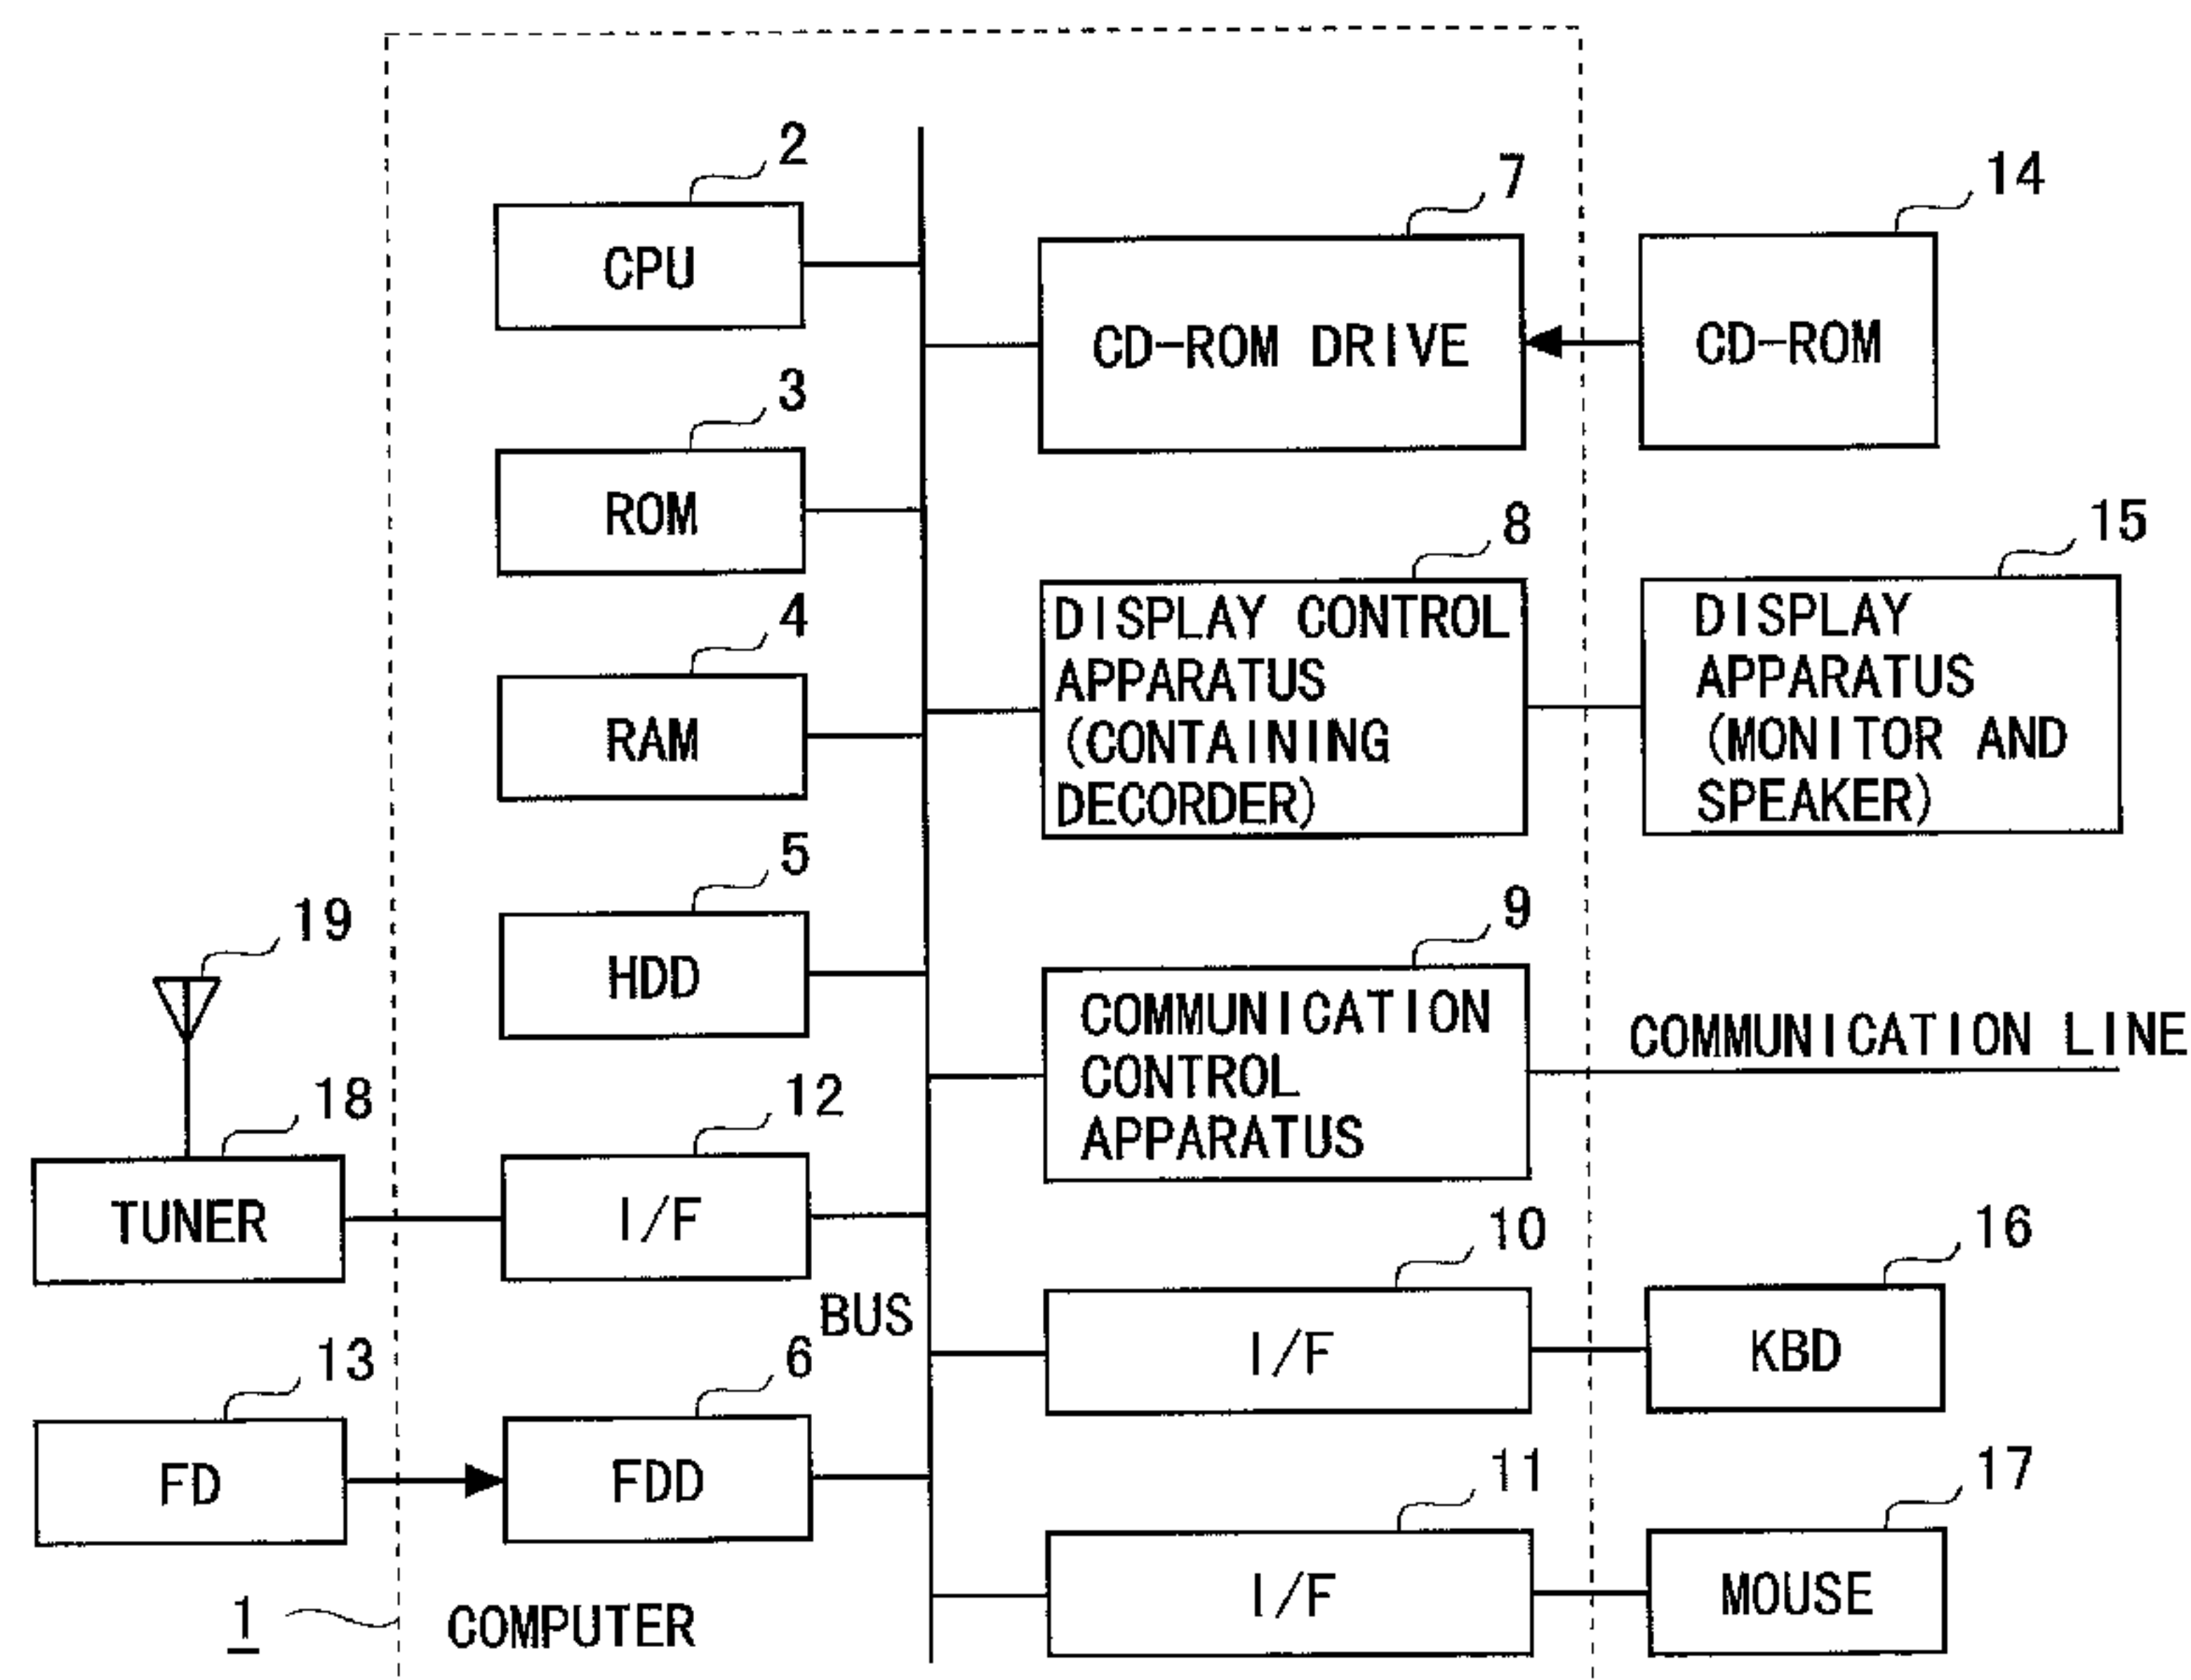 2
CPU
7
CD-ROM DRIVE
14
CD-ROM
3
ROM
8
DISPLAY CONTROL
APPARATUS
(CONTAINING
DECORDER)
15
DISPLAY
APPARATUS
(MONITOR AND
SPEAKER)
4
RAM
5
HDD
9
COMMUNICATION
CONTROL
APPARATUS
COMMUNICATION LINE
19
18
TUNER
12
I/F
BUS
10
I/F
16
KBD
13
FD
6
FDD
11
I/F
17
MOUSE
1
COMPUTER